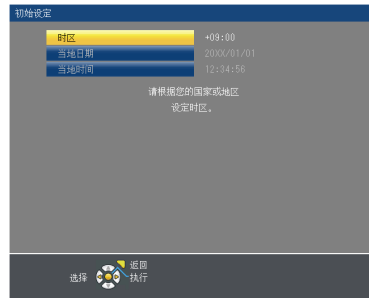 初始设定
时区 +09:00
当地日期 20XX/01/01
当地时间 12:34:56
请根据您的国家或地区
设定时区。
返回
选择 执行